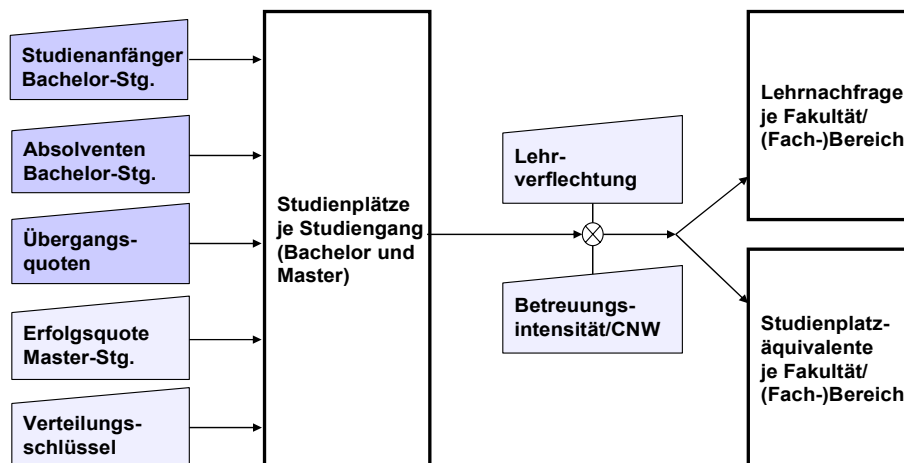 Studienanfänger
Bachelor-Stg.
Absolventen
Bachelor-Stg.
Übergangs-
quoten
Erfolgsquote
Master-Stg.
Verteilungs-
schlüssel
Studienplätze
je Studiengang
(Bachelor und
Master)
Lehr-
verflechtung
Betreuungs-
intensität/CNW
Lehrnachfrage
je Fakultät/
(Fach-)Bereich
Studienplatz-
äquivalente
je Fakultät/
(Fach-)Bereich